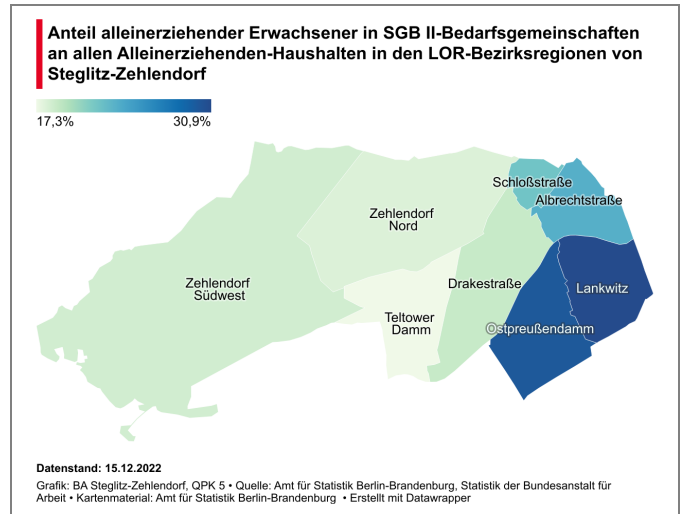 Anteil alleinerziehender Erwachsener in SGB II-Bedarfsgemeinschaften
an allen Alleinerziehenden-Haushalten in den LOR-Bezirksregionen von
Steglitz-Zehlendorf
17,3%
30,9%
Schloßstraße
Albrechtstraße
Zehlendorf
Nord
Zehlendorf
Südwest
Drakestraße
Lankwitz
Teltower
Damm
Ostpreußendamm
Datenstand: 15.12.2022
Grafik: BA Steglitz-Zehlendorf, QPK 5 • Quelle: Amt für Statistik Berlin-Brandenburg, Statistik der Bundesanstalt für
Arbeit • Kartenmaterial: Amt für Statistik Berlin-Brandenburg • Erstellt mit Datawrapper